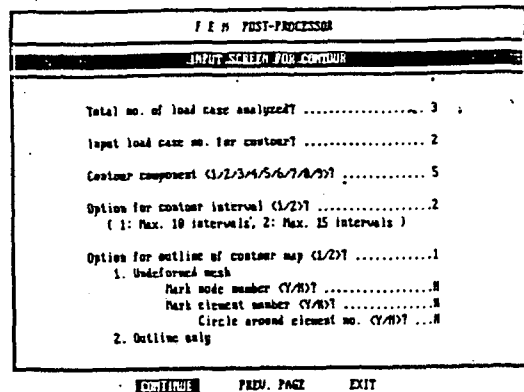 F E M POST-PROCESSOR
INPUT SCREEN FOR CONTOUR
Total no. of load case analyzed? .................. 3
Input load case no. for contour? ................. 2
Contour component <1/2/3/4/5/6/7/8/9>? ............ 5
Option for contour interval <1/2>? ................2
( 1: Max. 10 intervals, 2: Max. 15 intervals )
Option for outline of contour map <1/2>? ............1
1. Undeformed mesh
Mark node number <Y/N>? ................N
Mark element number <Y/N>? .............N
Circle around element no. <Y/N>? ...N
2. Outline only
CONTINUE PREV. PAGE EXIT